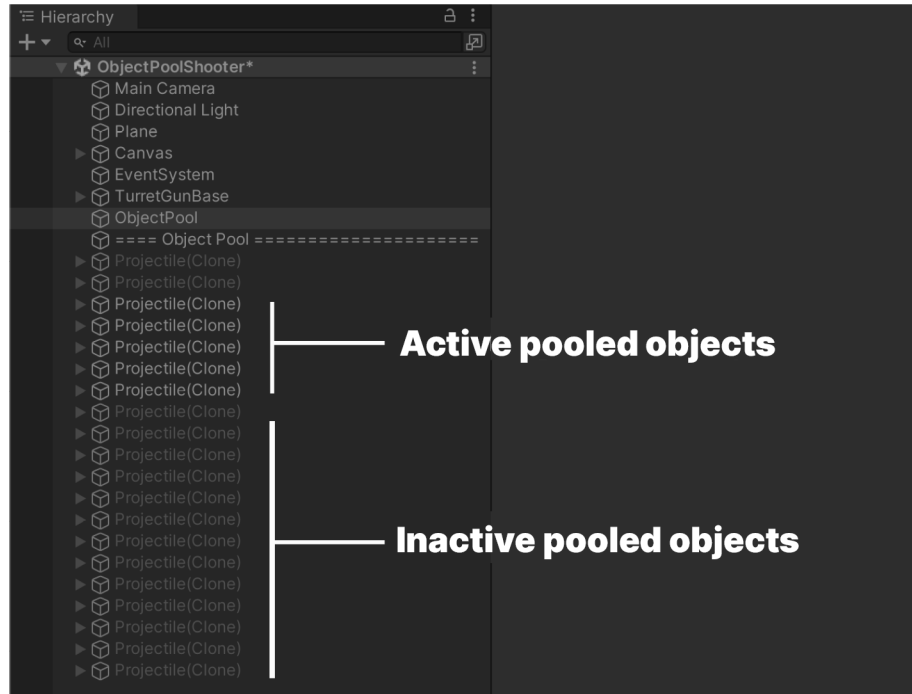 Hierarchy
All
ObjectPoolShooter*
Main Camera
Directional Light
Plane
Canvas
EventSystem
TurretGunBase
ObjectPool
==== Object Pool =====================
Projectile(Clone)
Projectile(Clone)
Projectile(Clone)
Projectile(Clone)
Projectile(Clone)
Active pooled objects
Projectile(Clone)
Projectile(Clone)
Projectile(Clone)
Projectile(Clone)
Projectile(Clone)
Projectile(Clone)
Projectile(Clone)
Projectile(Clone)
Projectile(Clone)
Inactive pooled objects
Projectile(Clone)
Projectile(Clone)
Projectile(Clone)
Projectile(Clone)
Projectile(Clone)
Projectile(Clone)